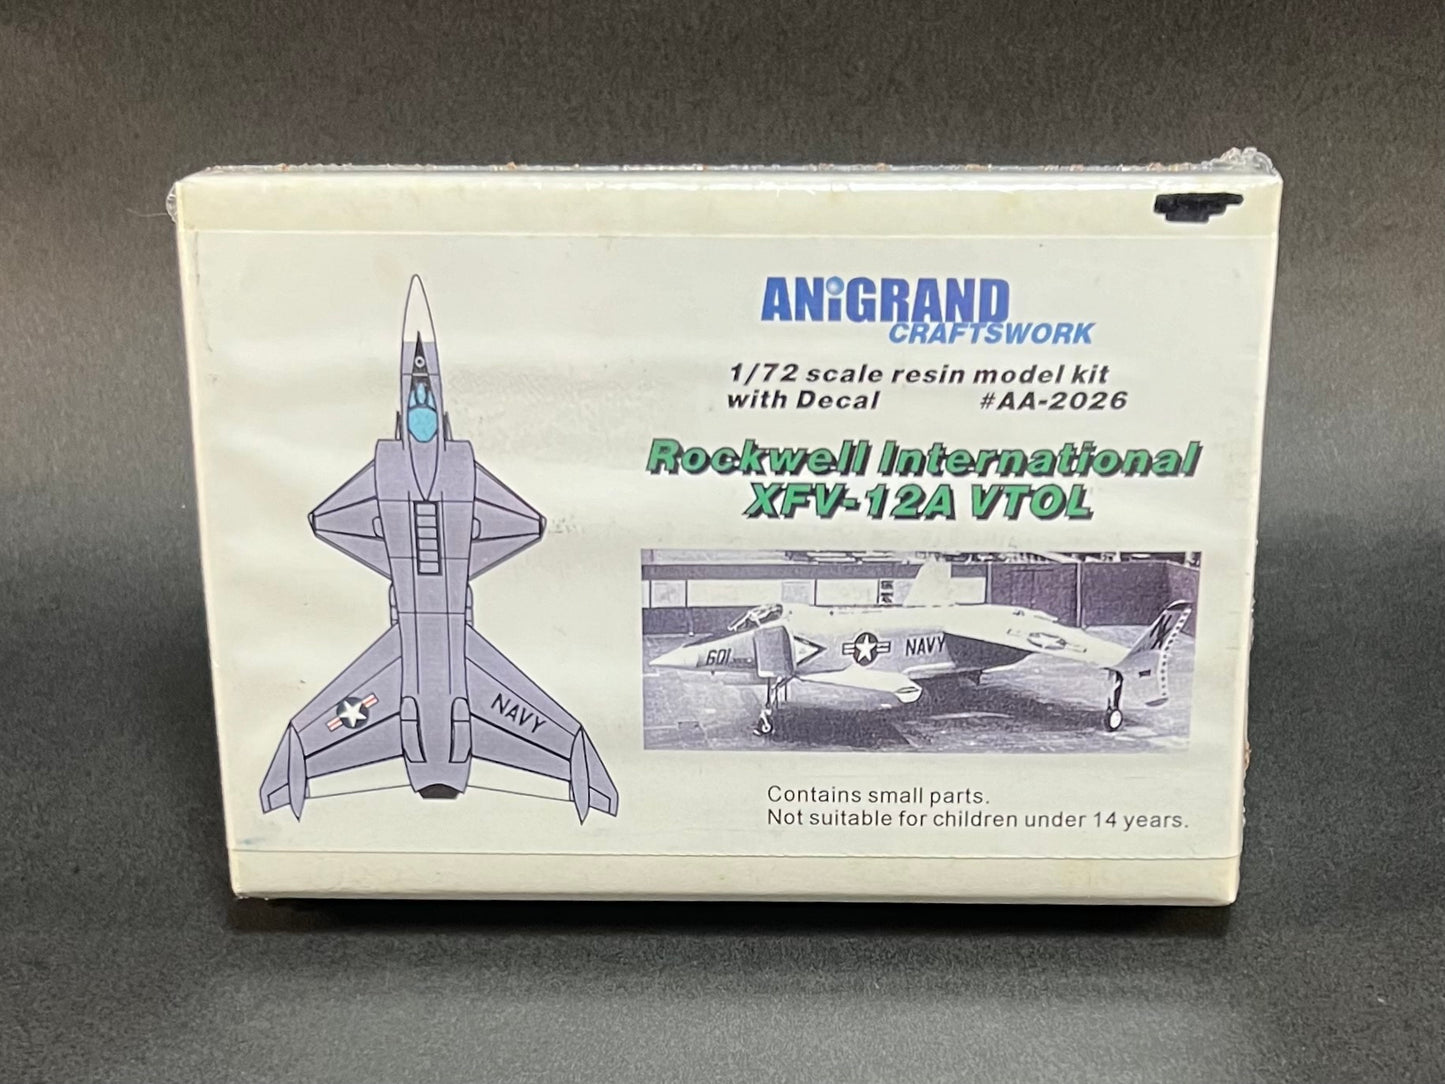 ANiGRAND
CRAFTSWORK
1/72 scale resin model kit
with Decal #AA-2026
Rockwell International
XFV-12A VTOL
NAVY
601
NAVY
Contains small parts.
Not suitable for children under 14 years.